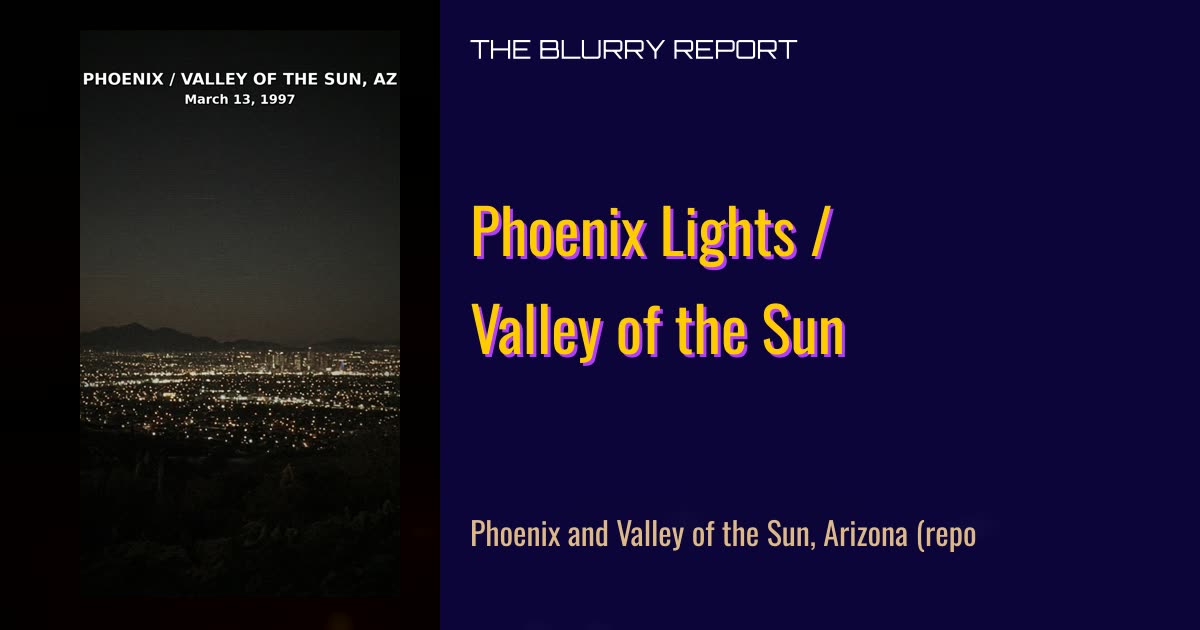 PHOENIX / VALLEY OF THE SUN, AZ
March 13, 1997
THE BLURRY REPORT
Phoenix Lights /
Valley of the Sun
Phoenix and Valley of the Sun, Arizona (repo